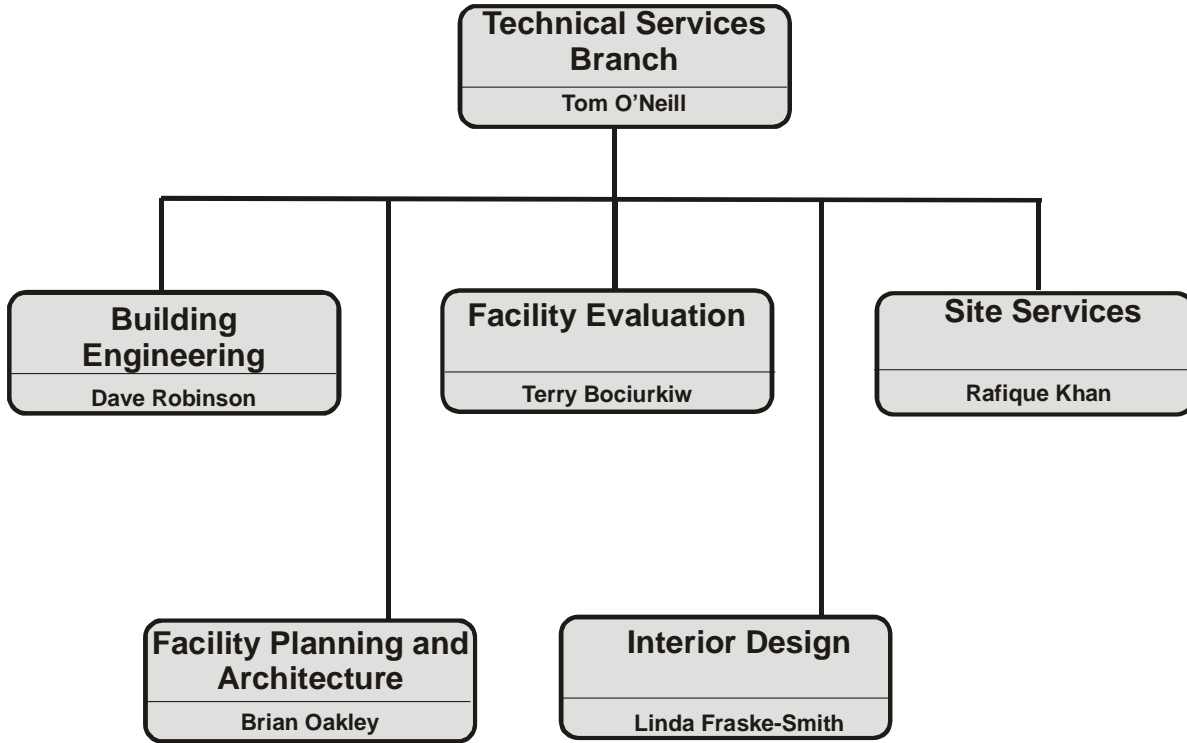 Technical Services
Branch
Tom O’Neill
Building
Engineering
Dave Robinson
Facility Evaluation
Terry Bociurkiw
Site Services
Rafique Khan
Facility Planning and
Architecture
Brian Oakley
Interior Design
Linda Fraske-Smith